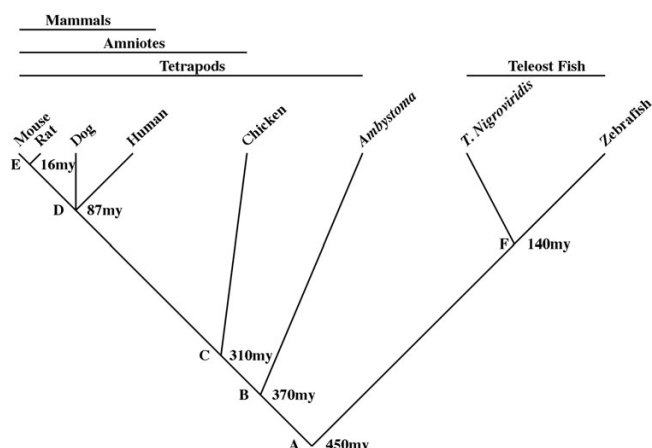 Mammals
Amniotes
Tetrapods
Teleost Fish
Mouse
Rat
Dog
Human
Chicken
Ambystoma
T. Nigroviridis
Zebrafish
E 16my
D 87my
F 140my
C 310my
B 370my
A 450my